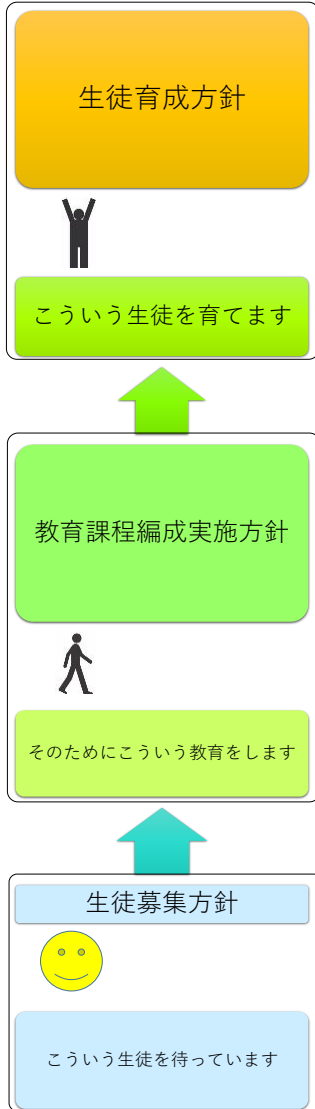 生徒育成方針
こういう生徒を育てます
教育課程編成実施方針
そのためにこういう教育をします
生徒募集方針
こういう生徒を待っています